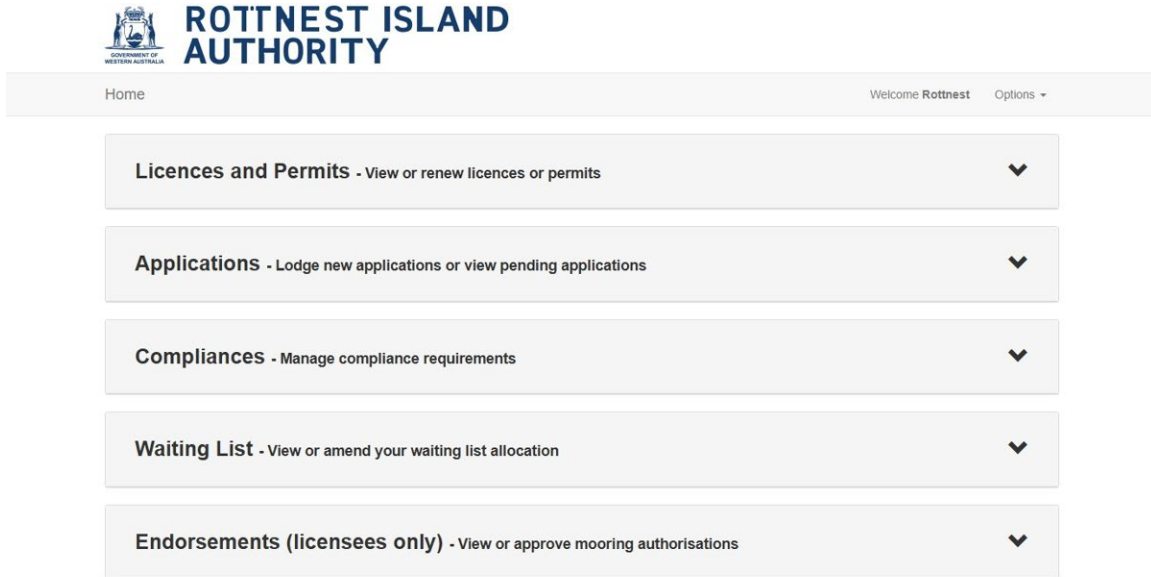 ROTTNEST ISLAND
AUTHORITY
GOVERNMENT OF
WESTERN AUSTRALIA
Home
Welcome Rottnest Options
Licences and Permits - View or renew licences or permits
Applications - Lodge new applications or view pending applications
Compliances - Manage compliance requirements
Waiting List - View or amend your waiting list allocation
Endorsements (licensees only) - View or approve mooring authorisations